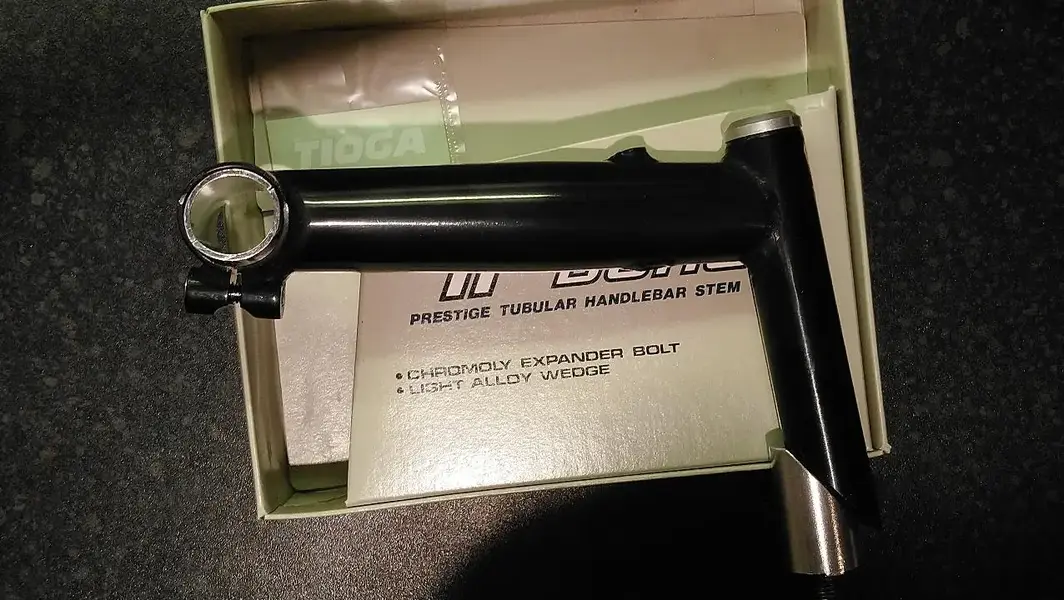 TIOGA
PRESTIGE TUBULAR HANDLEBAR STEM
• CHROMOLY EXPANDER BOLT
• LIGHT ALLOY WEDGE